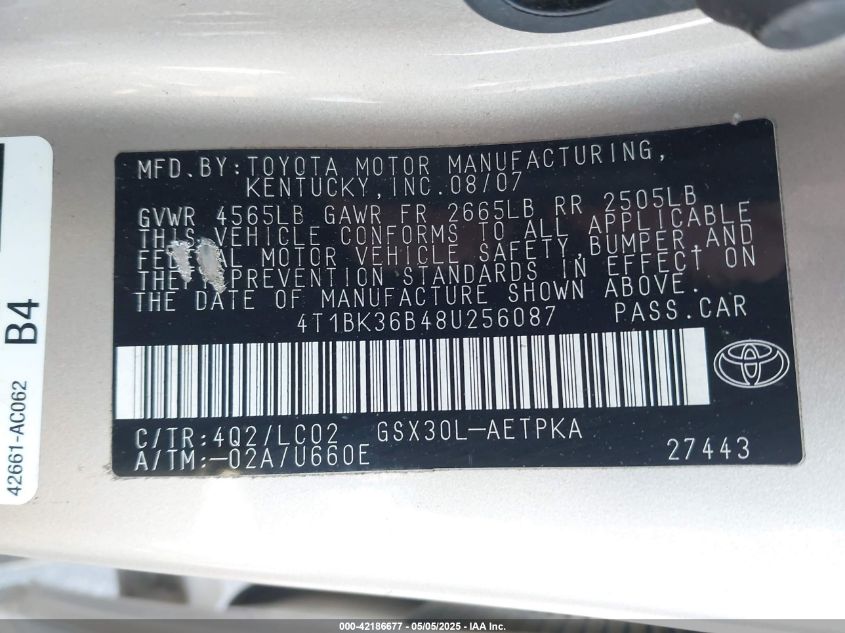 MFD.BY:TOYOTA MOTOR MANUFACTURING,
KENTUCKY,INC.08/07
GVWR 4565LB GAWR FR 2665LB RR 2505LB
THIS VEHICLE CONFORMS TO ALL APPLICABLE
FEDERAL MOTOR VEHICLE SAFETY,BUMPER,AND
THEFT PREVENTION STANDARDS IN EFFECT ON
THE DATE OF MANUFACTURE SHOWN ABOVE.
4T1BK36B48U256087 PASS.CAR
C/TR:4Q2/LC02 GSX30L-AETPKA
A/TM:-02A/U660E 27443
42661-AC062
B4
000-42186677 - 05/05/2025 - IAA Inc.